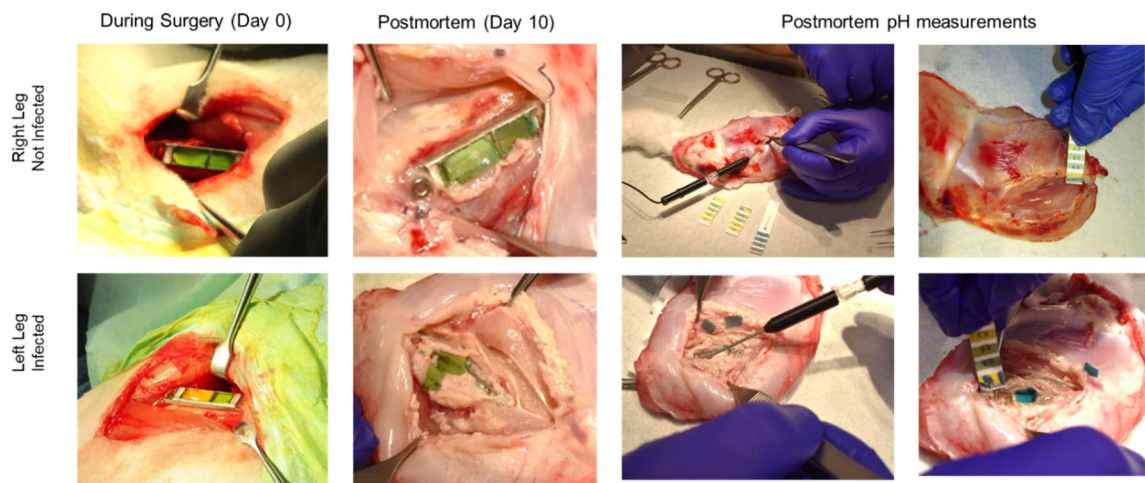 During Surgery (Day 0)
Postmortem (Day 10)
Postmortem pH measurements
Right Leg
Not Infected
Left Leg
Infected